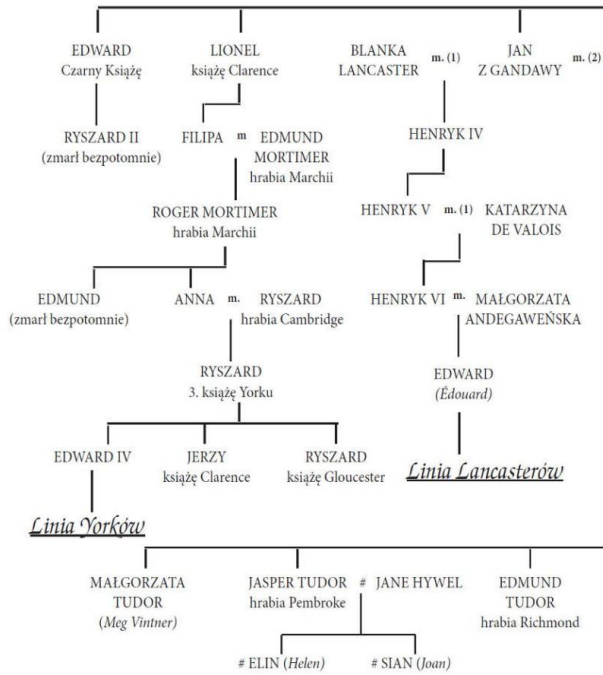 EDWARD
Czarny Książę
LIONEL
książę Clarence
BLANKA
LANCASTER
m. (1)
JAN
Z GANDAWY
m. (2)
RYSZARD II
(zmarł bezpotomnie)
FILIPA
m
EDMUND
MORTIMER
hrabia Marchii
HENRYK IV
ROGER MORTIMER
hrabia Marchii
HENRYK V
m. (1)
KATARZYNA
DE VALOIS
EDMUND
(zmarł bezpotomnie)
ANNA
m.
RYSZARD
hrabia Cambridge
HENRYK VI
m.
MAŁGORZATA
ANDEGAWEŃSKA
RYSZARD
3. książę Yorku
EDWARD
(Édouard)
EDWARD IV
JERZY
książę Clarence
RYSZARD
książę Gloucester
Linia Lancasterów
Linia Yorków
MAŁGORZATA
TUDOR
(Meg Vintner)
JASPER TUDOR
hrabia Pembroke
#
JANE HYWEL
EDMUND
TUDOR
hrabia Richmond
# ELIN (Helen)
# SIAN (Joan)